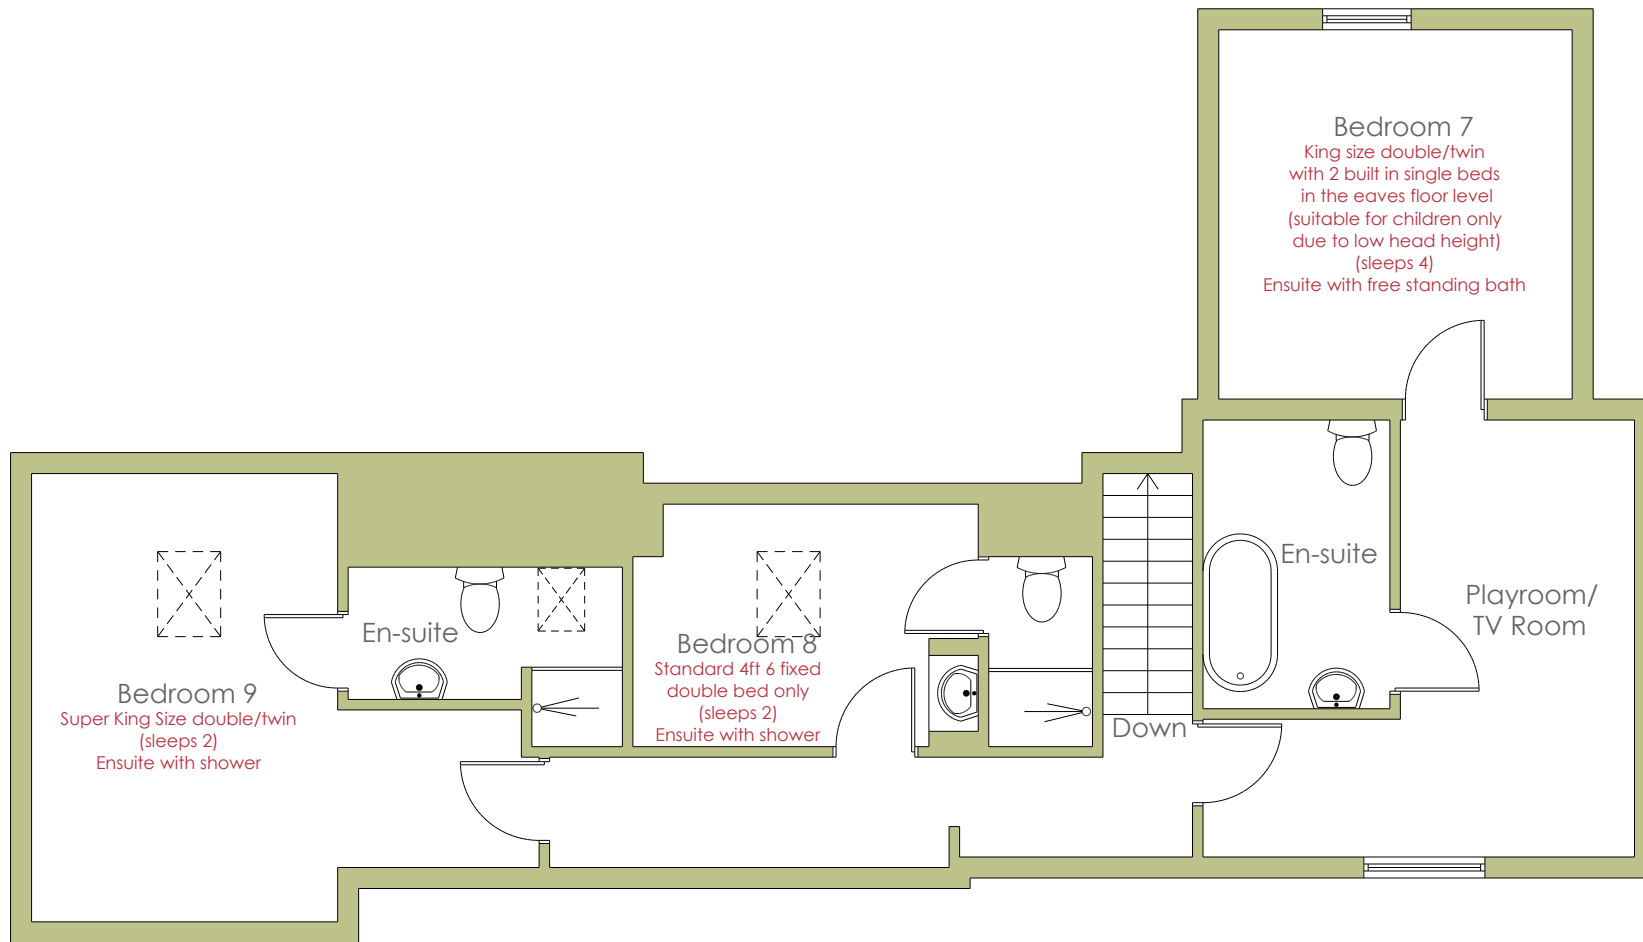 Bedroom 7
King size double/twin
with 2 built in single beds
in the eaves floor level
(suitable for children only
due to low head height)
(sleeps 4)
Ensuite with free standing bath
En-suite
Playroom/
TV Room
En-suite
Bedroom 8
Standard 4ft 6 fixed
double bed only
(sleeps 2)
Ensuite with shower
Bedroom 9
Super King Size double/twin
(sleeps 2)
Ensuite with shower
Down